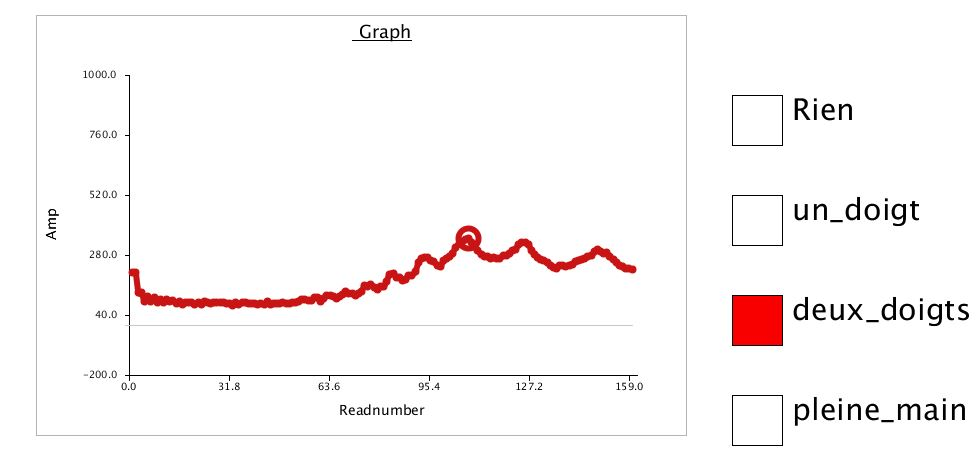 Graph
1000.0
760.0
520.0
280.0
40.0
-200.0
Amp
0.0 31.8 63.6 95.4 127.2 159.0
Readnumber
Rien
un_doigt
deux_doigts
pleine_main